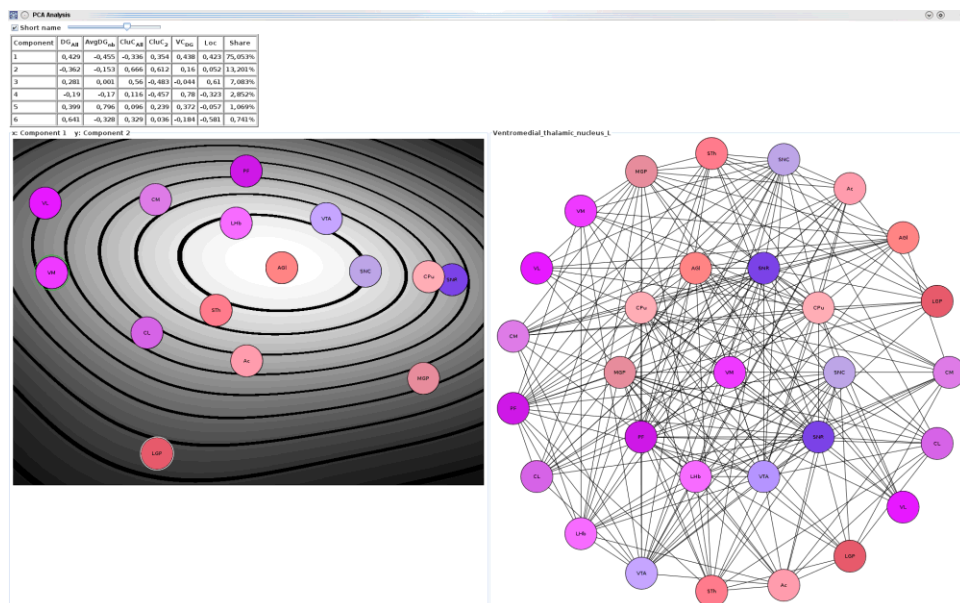 PCA Analysis
Short name
Component DG_All AvgDG_nb CluC_All CluC_2 VC_DG Loc Share
1 0,429 -0,455 -0,336 0,354 0,438 0,423 75,053%
2 -0,362 -0,153 0,666 0,612 0,16 0,052 13,201%
3 0,281 0,001 0,56 -0,483 -0,044 0,61 7,083%
4 -0,19 -0,17 0,116 -0,457 0,78 -0,323 2,852%
5 0,399 0,796 0,096 0,239 0,372 -0,057 1,069%
6 0,641 -0,328 0,329 0,036 -0,184 -0,581 0,741%
x: Component 1 y: Component 2
VL
CM
LHb
VTA
VM
AGl
SNC
CPu
SNR
STh
CL
Ac
MGP
LGP
Ventromedial_thalamic_nucleus_L
STh
MGP
SNC
Ac
VM
AGl
VL
AGl
SNR
LGP
CPu
CPu
CM
MGP
VM
SNC
CM
SNR
CL
CL
LHb
VTA
VL
LHb
LGP
VTA
STh
Ac